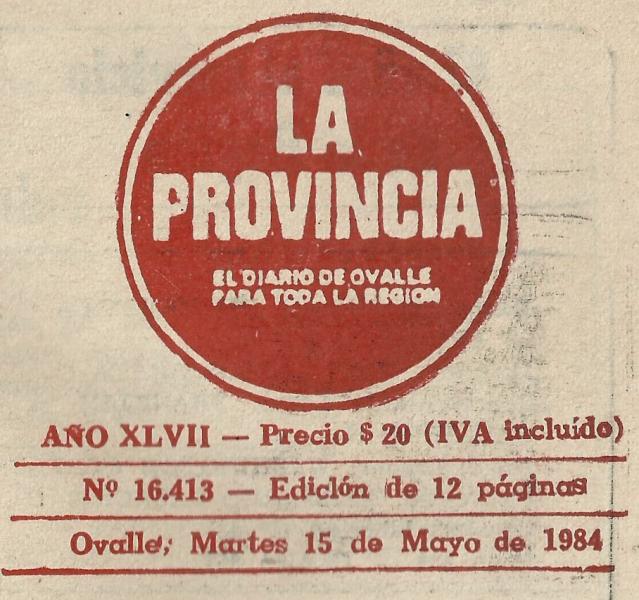 LA
PROVINCIA
EL DIARIO DE OVALLE
PARA TODA LA REGION
AÑO XLVII — Precio $ 20 (IVA incluído)
Nº 16.413 — Edición de 12 páginas
Ovalle, Martes 15 de Mayo de 1984